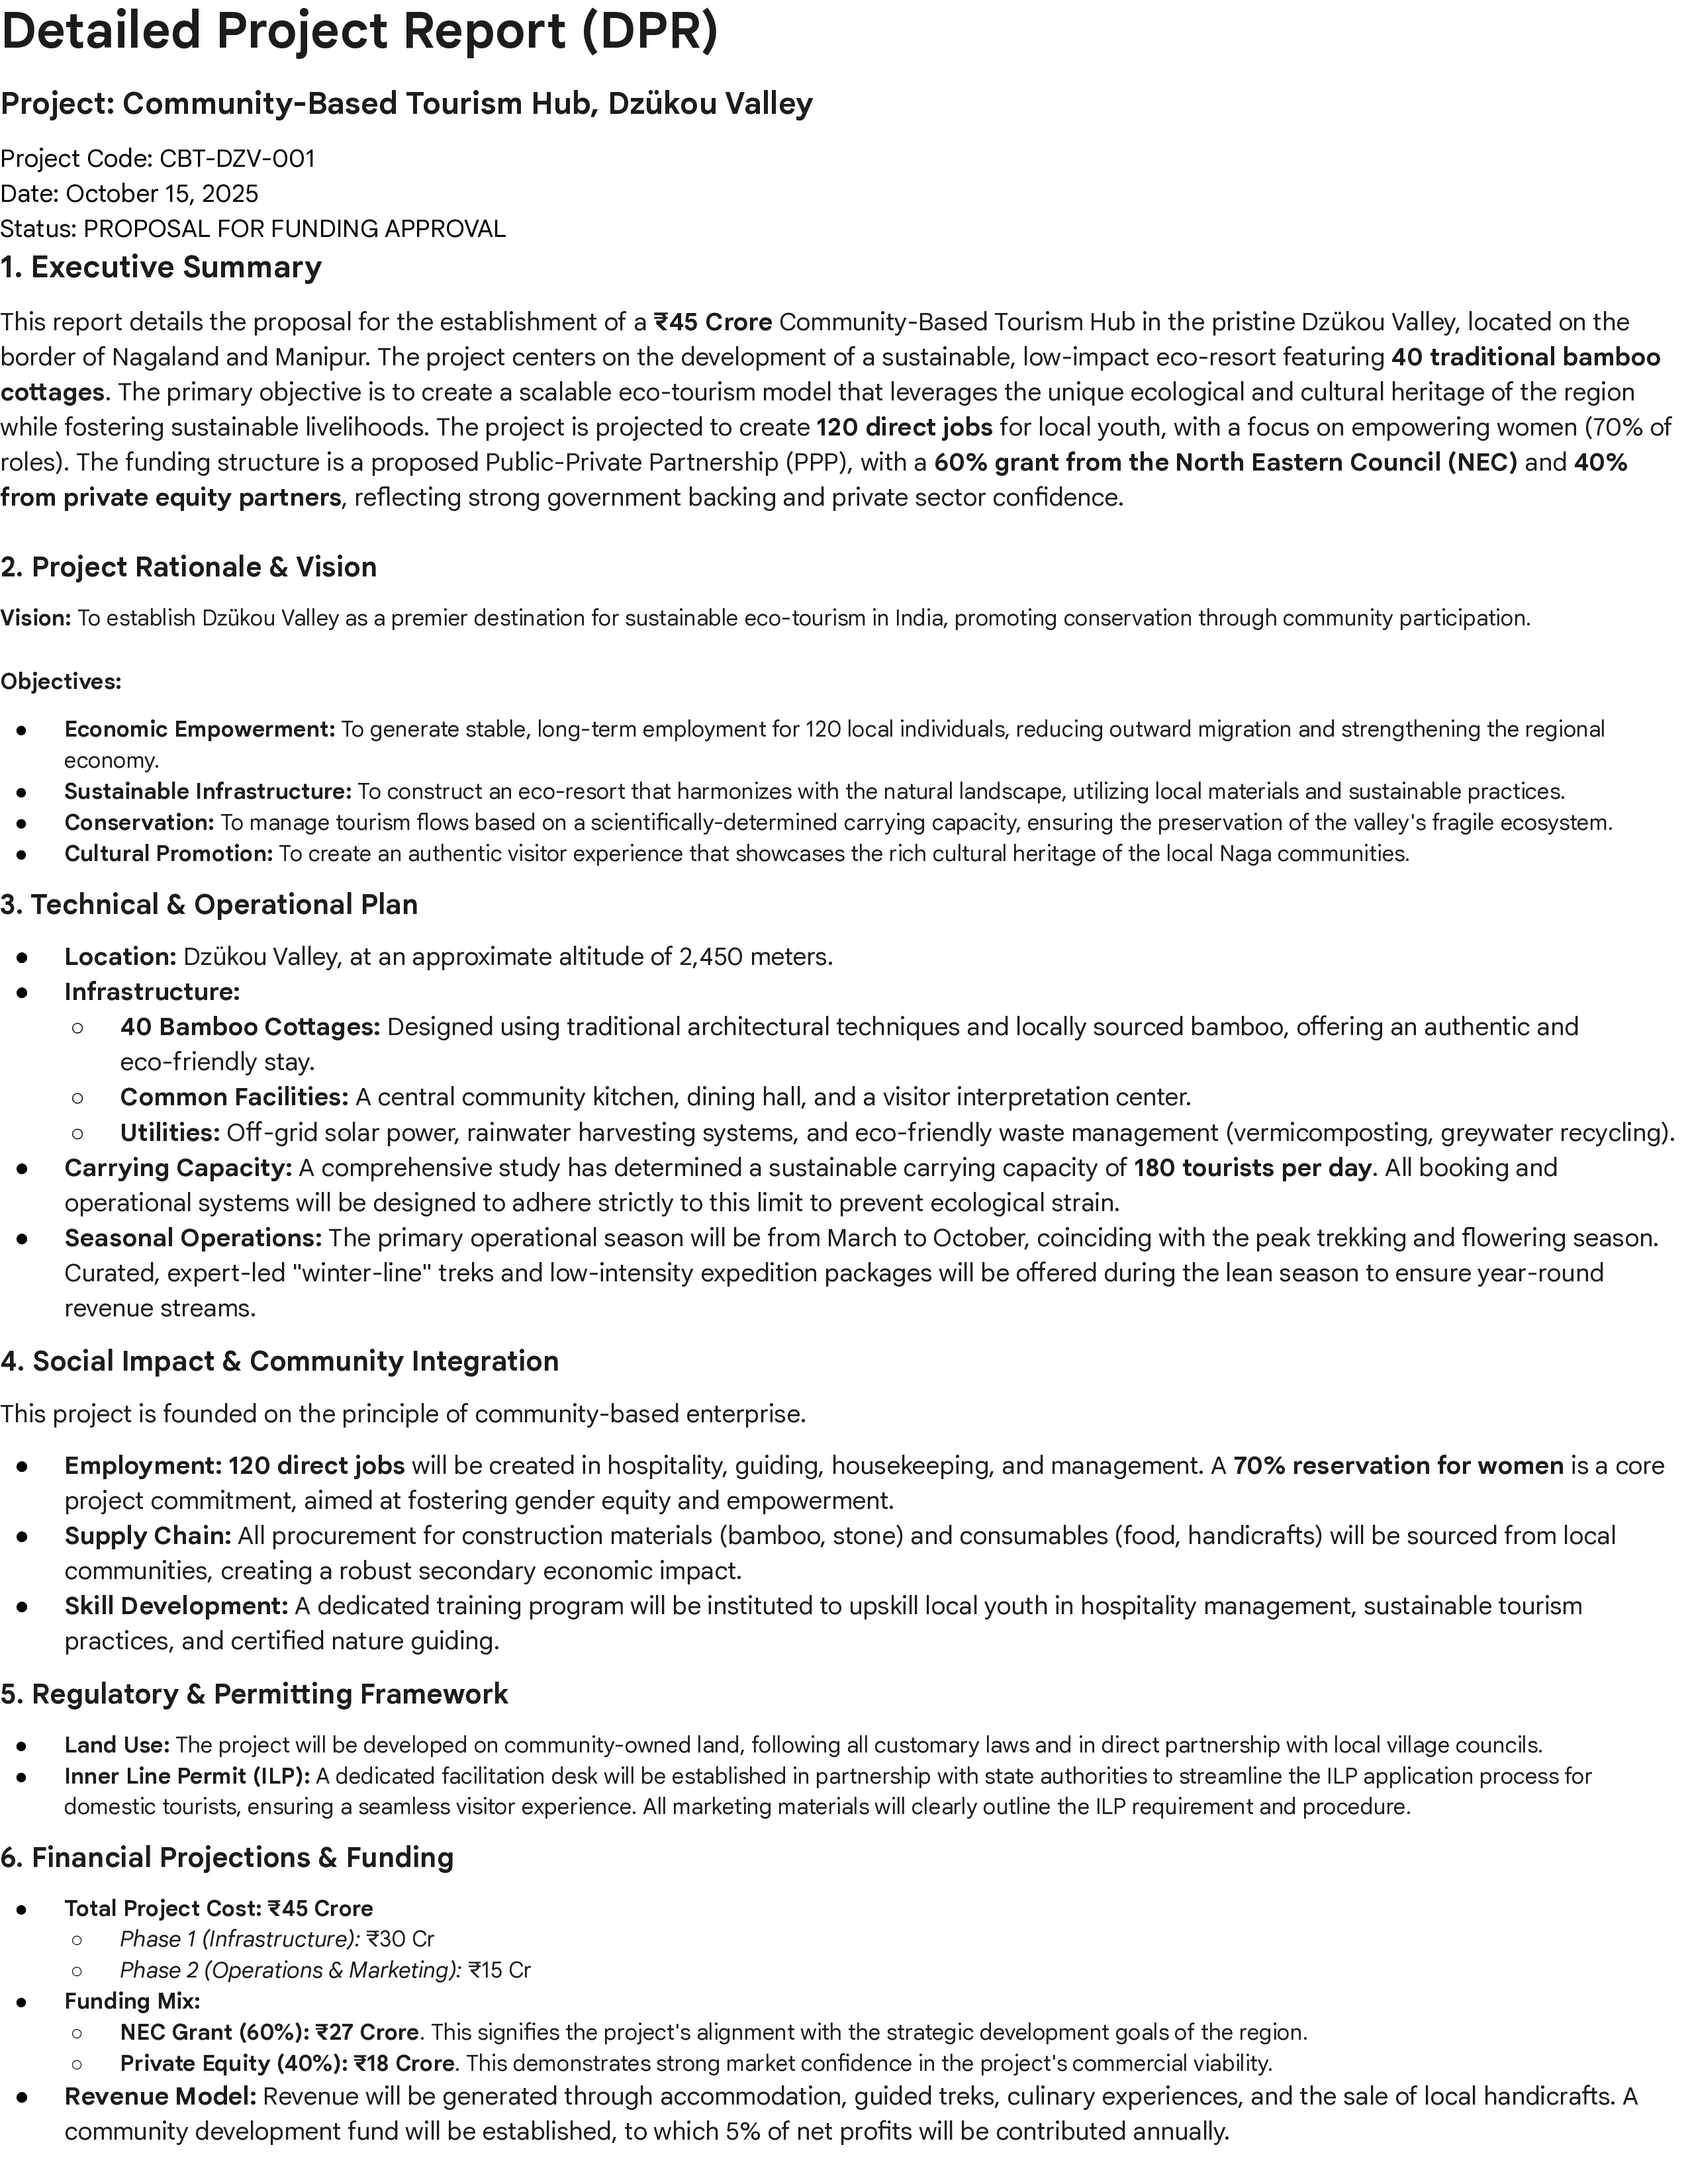 Detailed Project Report (DPR)
Project: Community-Based Tourism Hub, Dzükou Valley
Project Code: CBT-DZV-001
Date: October 15, 2025
Status: PROPOSAL FOR FUNDING APPROVAL
1. Executive Summary
This report details the proposal for the establishment of a ₹45 Crore Community-Based Tourism Hub in the pristine Dzükou Valley, located on the
border of Nagaland and Manipur. The project centers on the development of a sustainable, low-impact eco-resort featuring 40 traditional bamboo
cottages. The primary objective is to create a scalable eco-tourism model that leverages the unique ecological and cultural heritage of the region
while fostering sustainable livelihoods. The project is projected to create 120 direct jobs for local youth, with a focus on empowering women (70% of
roles). The funding structure is a proposed Public-Private Partnership (PPP), with a 60% grant from the North Eastern Council (NEC) and 40%
from private equity partners, reflecting strong government backing and private sector confidence.
2. Project Rationale & Vision
Vision: To establish Dzükou Valley as a premier destination for sustainable eco-tourism in India, promoting conservation through community participation.
Objectives:
● Economic Empowerment: To generate stable, long-term employment for 120 local individuals, reducing outward migration and strengthening the regional
economy.
● Sustainable Infrastructure: To construct an eco-resort that harmonizes with the natural landscape, utilizing local materials and sustainable practices.
● Conservation: To manage tourism flows based on a scientifically-determined carrying capacity, ensuring the preservation of the valley's fragile ecosystem.
● Cultural Promotion: To create an authentic visitor experience that showcases the rich cultural heritage of the local Naga communities.
3. Technical & Operational Plan
● Location: Dzükou Valley, at an approximate altitude of 2,450 meters.
● Infrastructure:
○ 40 Bamboo Cottages: Designed using traditional architectural techniques and locally sourced bamboo, offering an authentic and
eco-friendly stay.
○ Common Facilities: A central community kitchen, dining hall, and a visitor interpretation center.
○ Utilities: Off-grid solar power, rainwater harvesting systems, and eco-friendly waste management (vermicomposting, greywater recycling).
● Carrying Capacity: A comprehensive study has determined a sustainable carrying capacity of 180 tourists per day. All booking and
operational systems will be designed to adhere strictly to this limit to prevent ecological strain.
● Seasonal Operations: The primary operational season will be from March to October, coinciding with the peak trekking and flowering season.
Curated, expert-led "winter-line" treks and low-intensity expedition packages will be offered during the lean season to ensure year-round
revenue streams.
4. Social Impact & Community Integration
This project is founded on the principle of community-based enterprise.
● Employment: 120 direct jobs will be created in hospitality, guiding, housekeeping, and management. A 70% reservation for women is a core
project commitment, aimed at fostering gender equity and empowerment.
● Supply Chain: All procurement for construction materials (bamboo, stone) and consumables (food, handicrafts) will be sourced from local
communities, creating a robust secondary economic impact.
● Skill Development: A dedicated training program will be instituted to upskill local youth in hospitality management, sustainable tourism
practices, and certified nature guiding.
5. Regulatory & Permitting Framework
● Land Use: The project will be developed on community-owned land, following all customary laws and in direct partnership with local village councils.
● Inner Line Permit (ILP): A dedicated facilitation desk will be established in partnership with state authorities to streamline the ILP application process for
domestic tourists, ensuring a seamless visitor experience. All marketing materials will clearly outline the ILP requirement and procedure.
6. Financial Projections & Funding
● Total Project Cost: ₹45 Crore
○ Phase 1 (Infrastructure): ₹30 Cr
○ Phase 2 (Operations & Marketing): ₹15 Cr
● Funding Mix:
○ NEC Grant (60%): ₹27 Crore. This signifies the project's alignment with the strategic development goals of the region.
○ Private Equity (40%): ₹18 Crore. This demonstrates strong market confidence in the project's commercial viability.
● Revenue Model: Revenue will be generated through accommodation, guided treks, culinary experiences, and the sale of local handicrafts. A
community development fund will be established, to which 5% of net profits will be contributed annually.